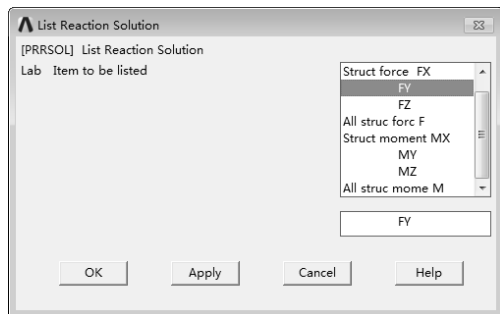 List Reaction Solution
[PRRSOL] List Reaction Solution
Lab Item to be listed
Struct force FX
FY
FZ
All struc forc F
Struct moment MX
MY
MZ
All struc mome M
FY
OK Apply Cancel Help